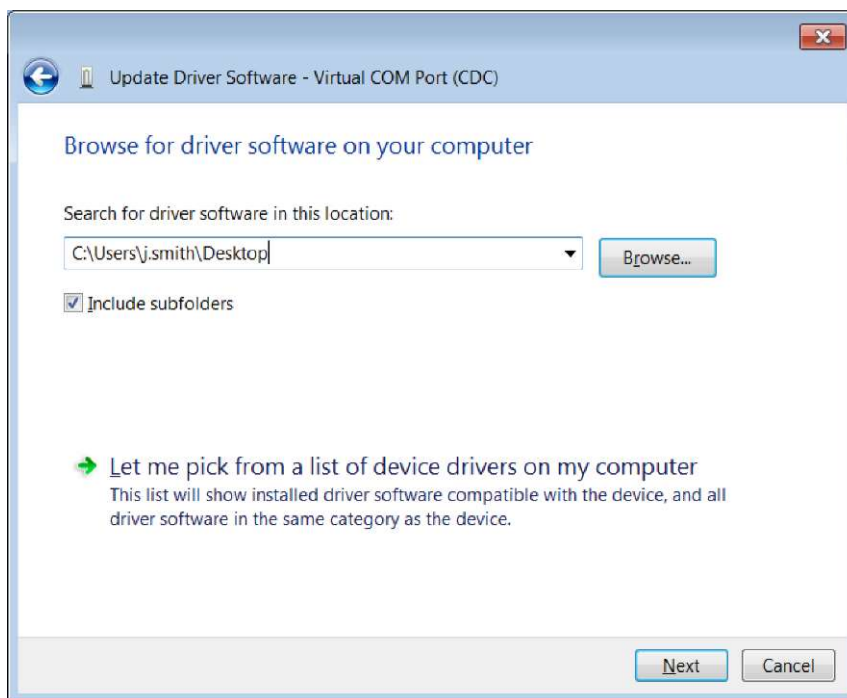 Update Driver Software - Virtual COM Port (CDC)
Browse for driver software on your computer
Search for driver software in this location:
C:\Users\j.smith\Desktop
Browse...
Include subfolders
Let me pick from a list of device drivers on my computer
This list will show installed driver software compatible with the device, and all
driver software in the same category as the device.
Next
Cancel